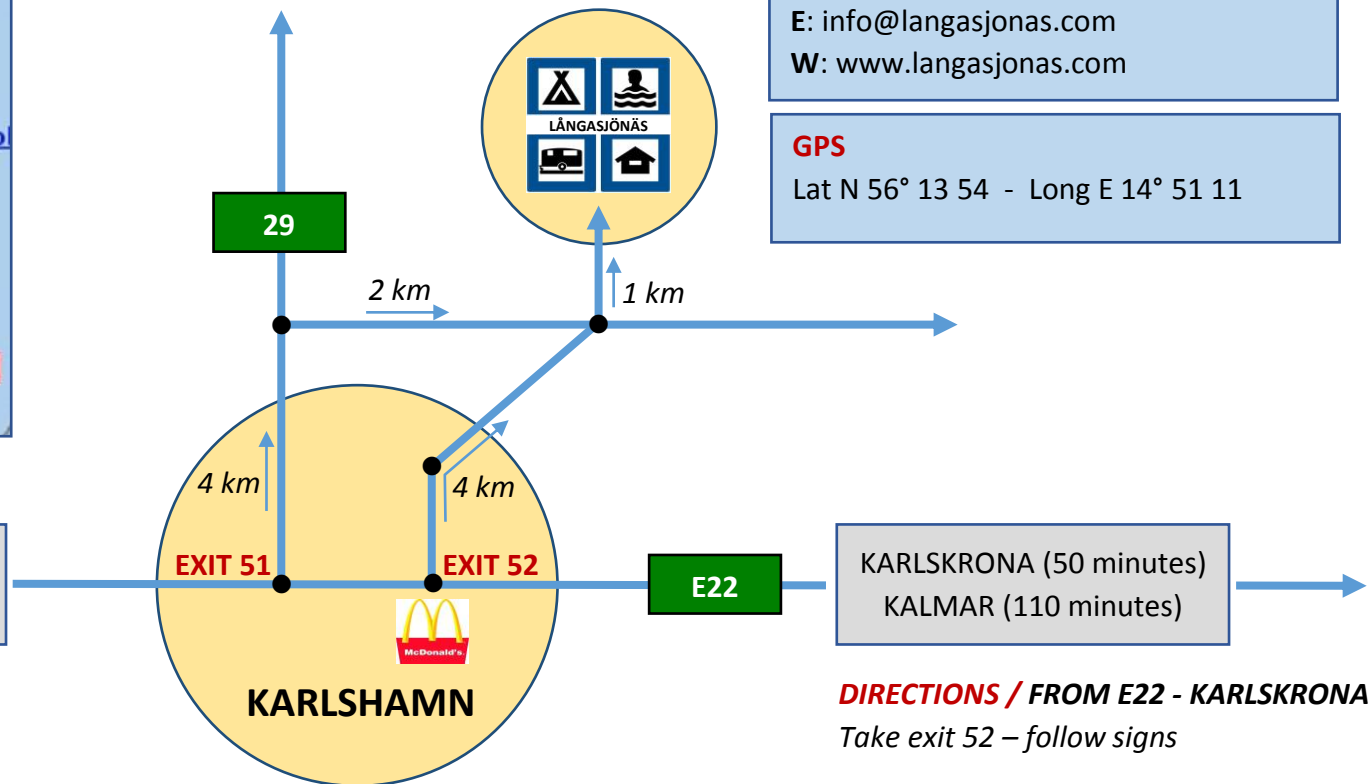 E: info@langasjonas.com
W: www.langasjonas.com
LÅNGASJÖNÄS
GPS
Lat N 56° 13 54 - Long E 14° 51 11
29
2 km
1 km
4 km
4 km
EXIT 51
EXIT 52
E22
KARLSKRONA (50 minutes)
KALMAR (110 minutes)
McDonald's.
KARLSHAMN
DIRECTIONS / FROM E22 - KARLSKRONA
Take exit 52 – follow signs